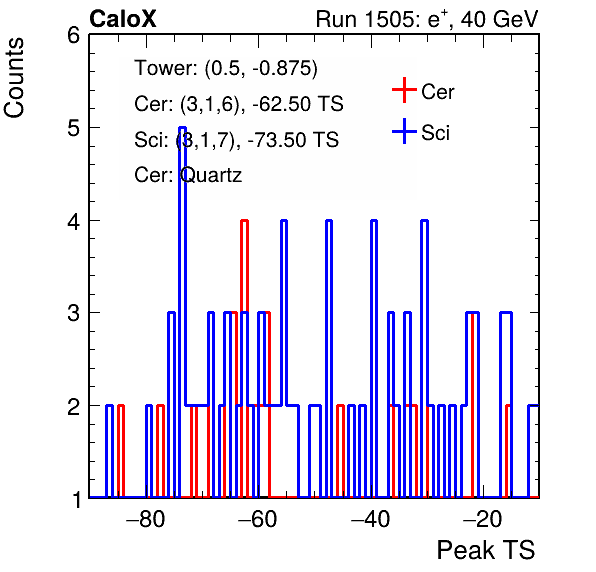 CaloX Run 1505: e⁺, 40 GeV
Counts
6
5
4
3
2
1
Tower: (0.5, -0.875)
Cer: (3,1,6), -62.50 TS
Sci: (3,1,7), -73.50 TS
Cer: Quartz
Cer
Sci
−80 −60 −40 −20
Peak TS